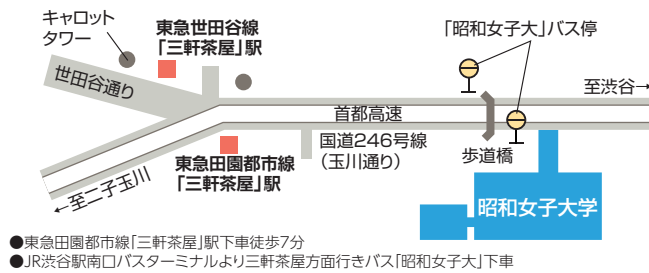 キャロット
タワー
東急世田谷線
「三軒茶屋」駅
「昭和女子大」バス停
世田谷通り
至渋谷→
首都高速
国道246号線
（玉川通り）
歩道橋
東急田園都市線
「三軒茶屋」駅
←至二子玉川
昭和女子大学
●東急田園都市線「三軒茶屋」駅下車徒歩7分
●JR渋谷駅南口バスターミナルより三軒茶屋方面行きバス「昭和女子大」下車